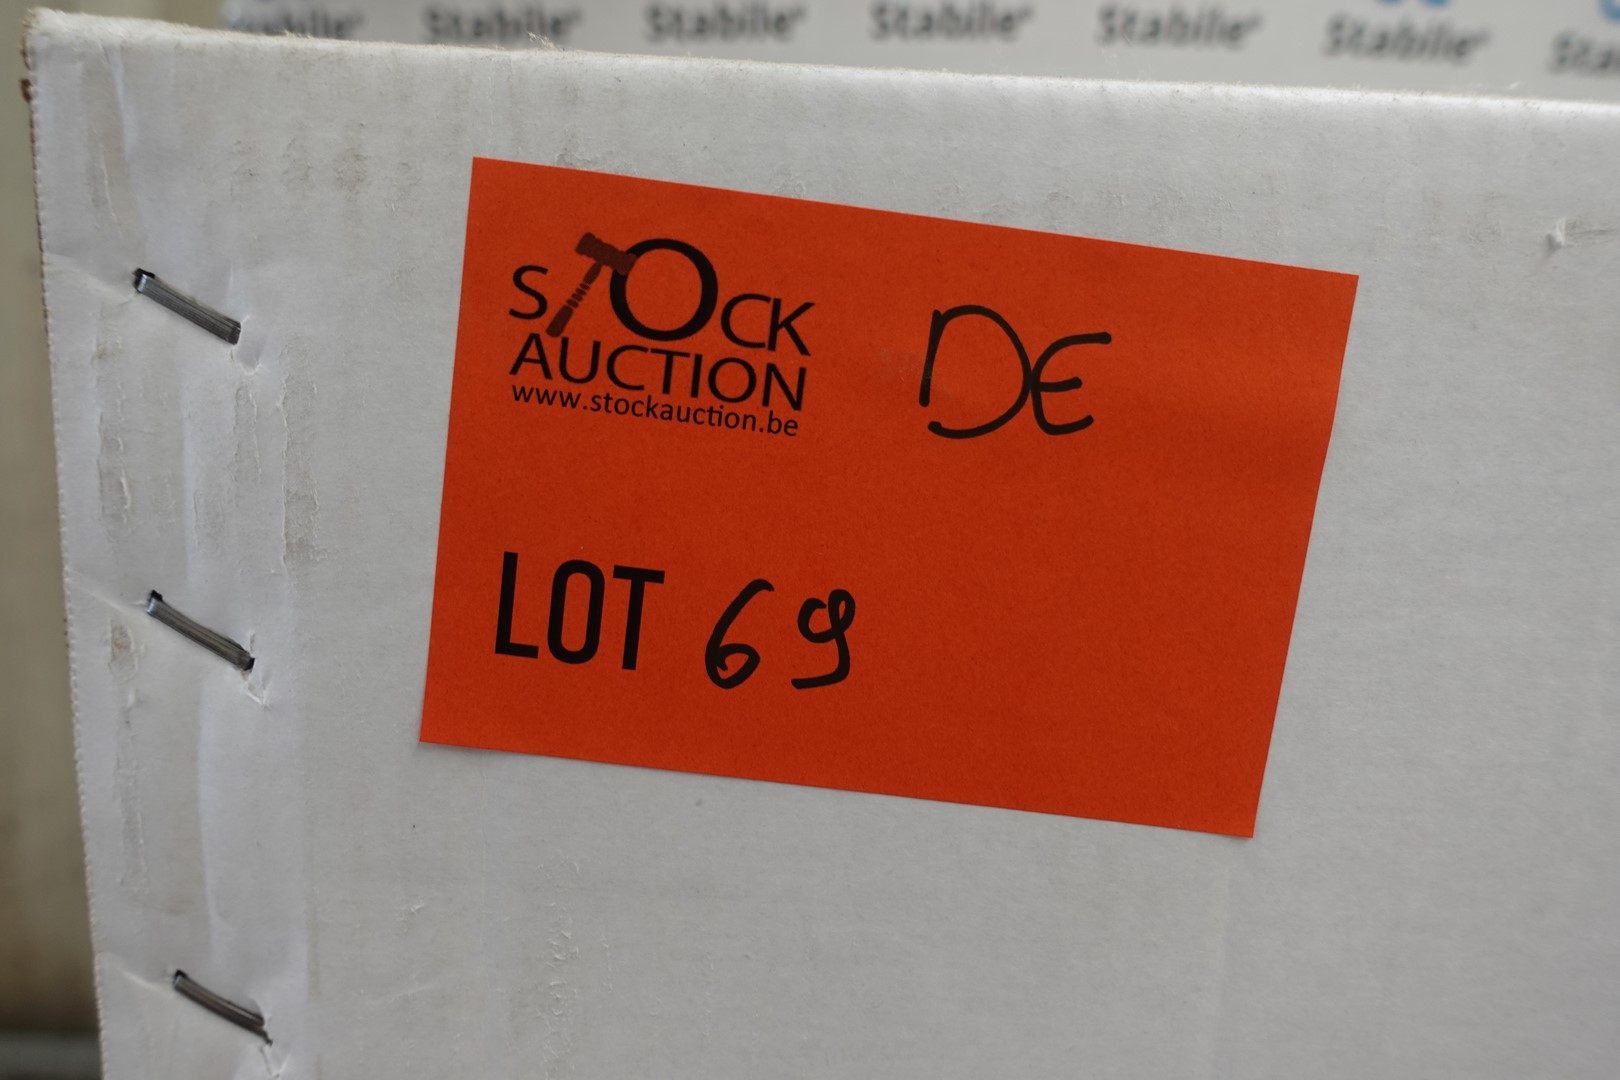 Stabile® Stabile® Stabile® Stabile® Stabile®
STOCK DE
AUCTION
www.stockauction.be
LOT 69